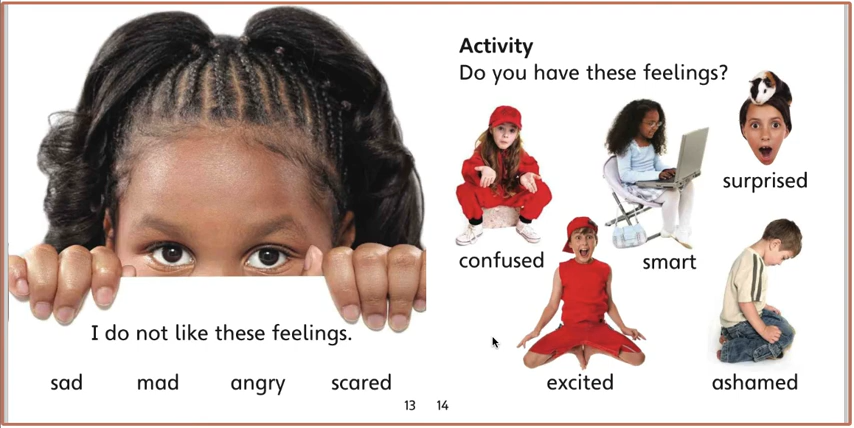 I do not like these feelings.
sad mad angry scared
13
Activity
Do you have these feelings?
surprised
confused
smart
excited
ashamed
14